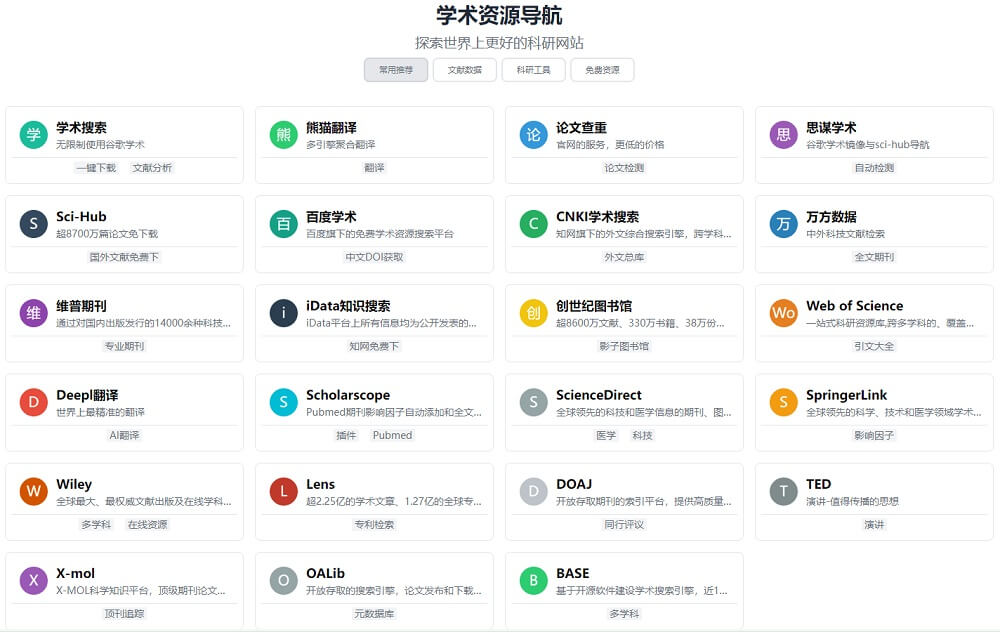 学术资源导航
探索世界上更好的科研网站
常用推荐 文献数据 科研工具 免费资源
学 学术搜索
无限制使用谷歌学术
一键下载 文献分析
熊 熊猫翻译
多引擎聚合翻译
翻译
论 论文查重
官网的服务，更低的价格
论文检测
思 思谋学术
谷歌学术镜像与sci-hub导航
自动检测
S Sci-Hub
超8700万篇论文免下载
国外文献免费下
百 百度学术
百度旗下的免费学术资源搜索平台
中文DOI获取
C CNKI学术搜索
知网旗下的外文综合搜索引擎，跨学科...
外文总库
万 万方数据
中外科技文献检索
全文期刊
维 维普期刊
通过对国内出版发行的14000余种科技...
专业期刊
i iData知识搜索
iData平台上所有信息均为公开发表的...
知网免费下
创 创世纪图书馆
超8600万文献、330万书籍、38万份...
影子图书馆
Wo Web of Science
一站式科研资源库,跨多学科的、覆盖...
引文大全
D Deepl翻译
世界上最精准的翻译
AI翻译
S Scholarscope
Pubmed期刊影响因子自动添加和全文...
插件 Pubmed
S ScienceDirect
全球领先的科技和医学信息的期刊、图...
医学 科技
S SpringerLink
全球领先的科学、技术和医学领域学术...
影响因子
W Wiley
全球最大、最权威文献出版及在线学科...
多学科 在线资源
L Lens
超2.25亿的学术文章、1.27亿的全球专...
专利检索
D DOAJ
开放存取期刊的索引平台，提供高质量...
同行评议
T TED
演讲-值得传播的思想
演讲
X X-mol
X-MOL科学知识平台，顶级期刊论文...
顶刊追踪
O OALib
开放存取的搜索引擎，论文发布和下载...
元数据库
B BASE
基于开源软件建设学术搜索引擎，近1...
多学科